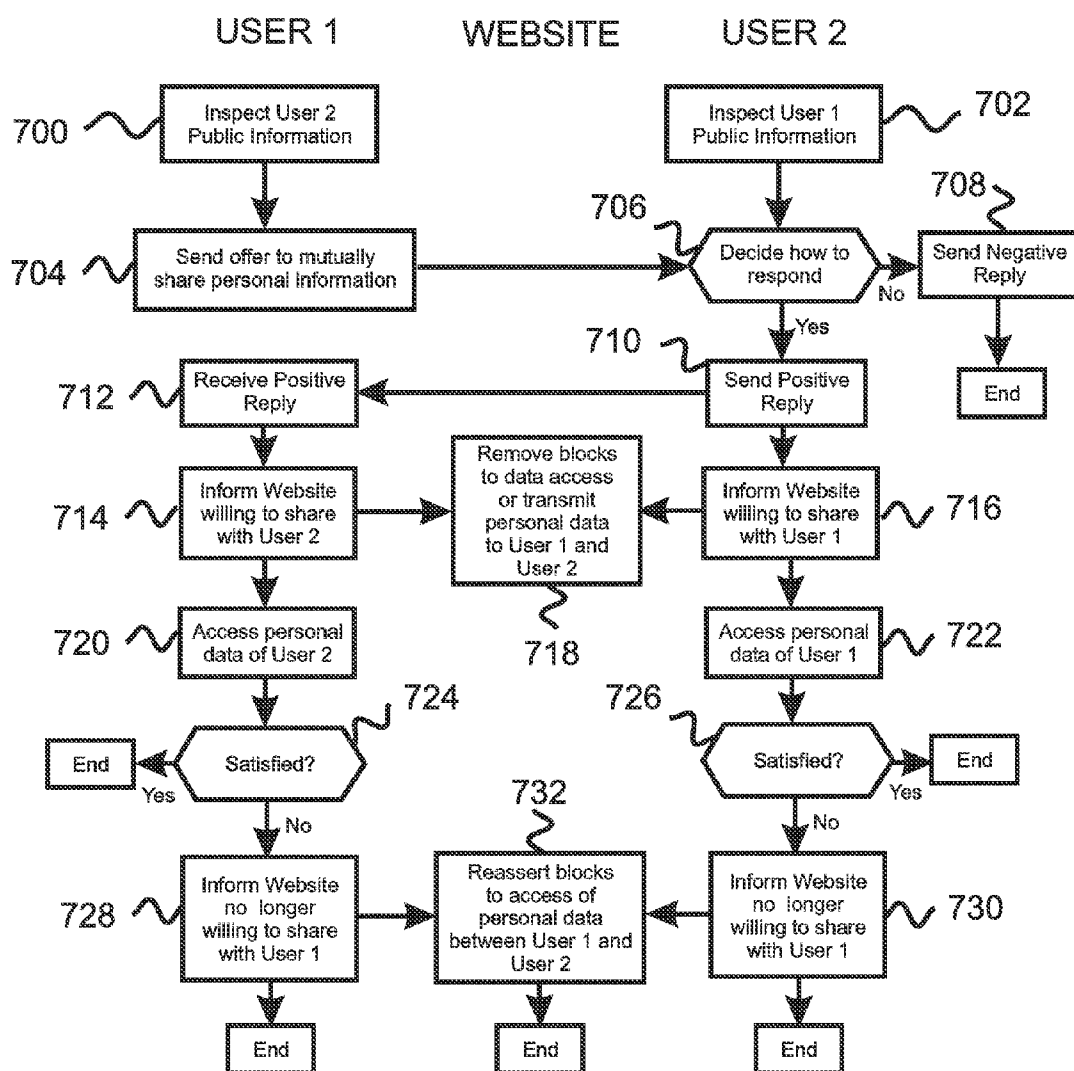 USER 1
WEBSITE
USER 2
700
Inspect User 2
Public Information
Inspect User 1
Public Information
702
704
Send offer to mutually
share personal Information
706
Decide how to
respond
No
708
Send Negative
Reply
End
Yes
710
712
Receive Positive
Reply
Send Positive
Reply
714
Inform Website
willing to share
with User 2
Remove blocks
to data access
or transmit
personal data
to User 1 and
User 2
718
Inform Website
willing to share
with User 1
716
720
Access personal
data of User 2
Access personal
data of User 1
722
724
End
Yes
Satisfied?
No
726
Satisfied?
Yes
End
No
728
Inform Website
no longer
willing to share
with User 1
732
Reassert blocks
to access of
personal data
between User 1 and
User 2
Inform Website
no longer
willing to share
with User 1
730
End
End
End